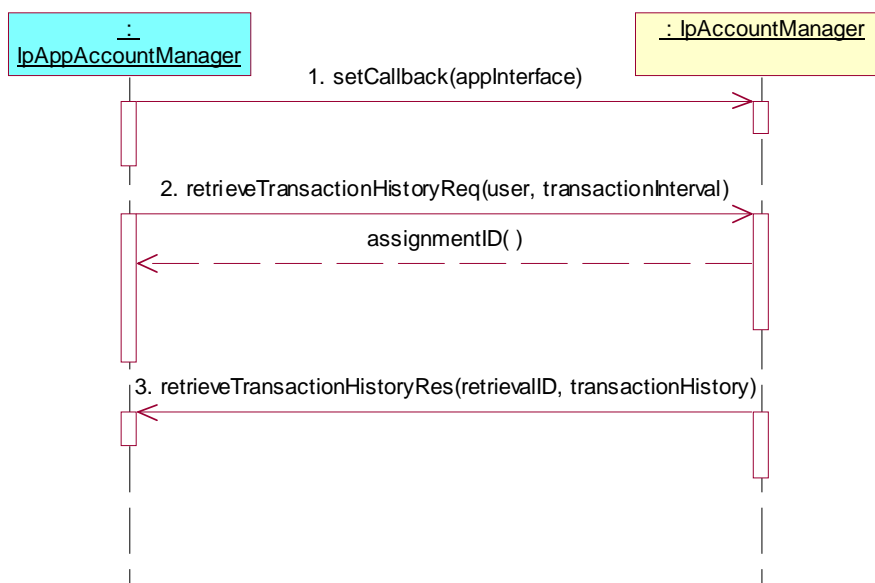 :
IpAppAccountManager
: IpAccountManager
1. setCallback(appInterface)
2. retrieveTransactionHistoryReq(user, transactionInterval)
assignmentID( )
3. retrieveTransactionHistoryRes(retrievalID, transactionHistory)